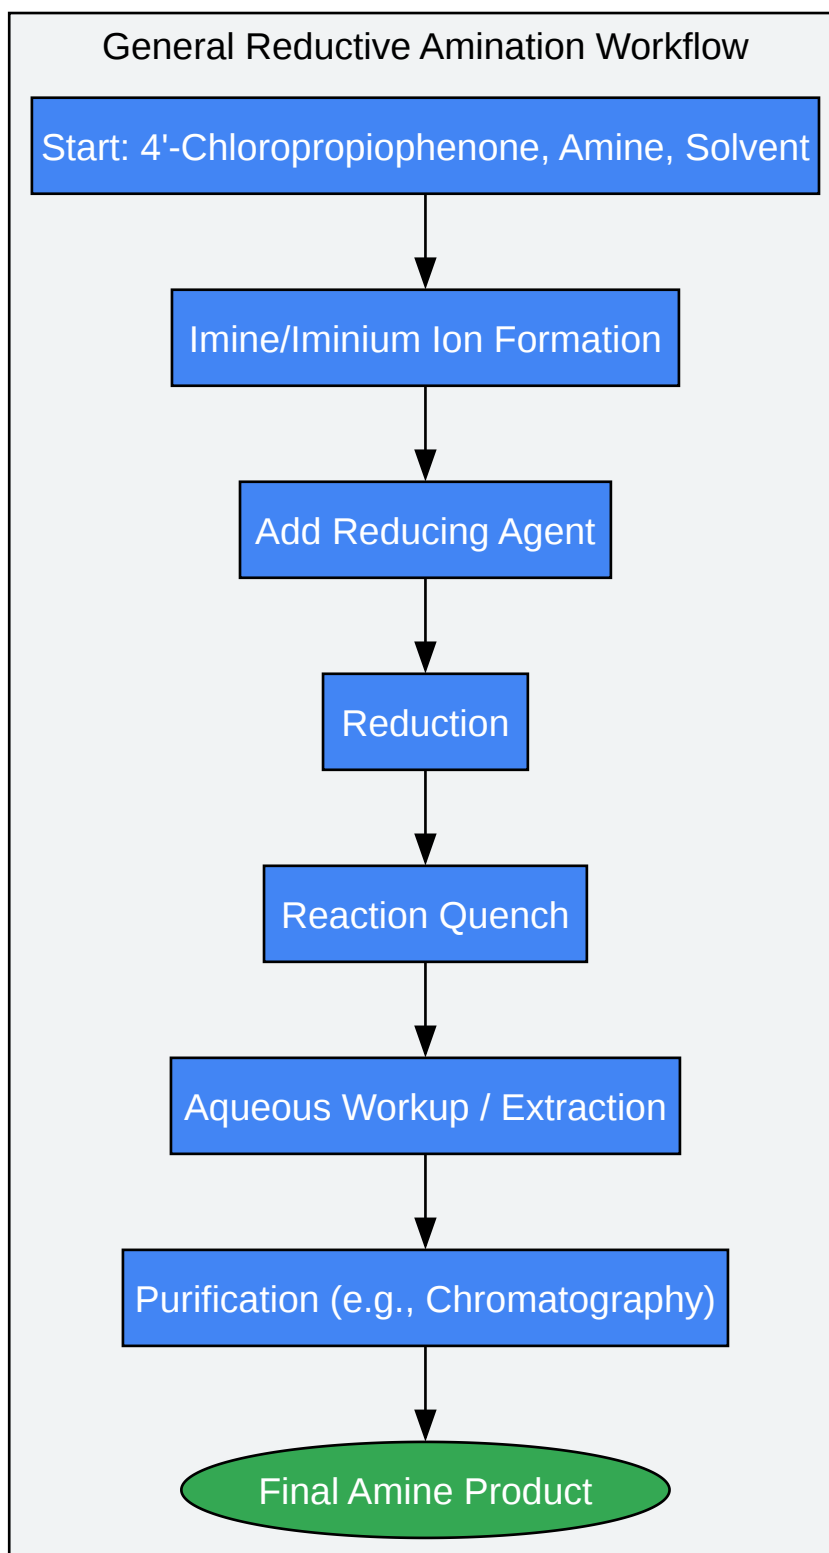 General Reductive Amination Workflow
Start: 4'-Chloropropiophenone, Amine, Solvent
Imine/Iminium Ion Formation
Add Reducing Agent
Reduction
Reaction Quench
Aqueous Workup / Extraction
Purification (e.g., Chromatography)
Final Amine Product